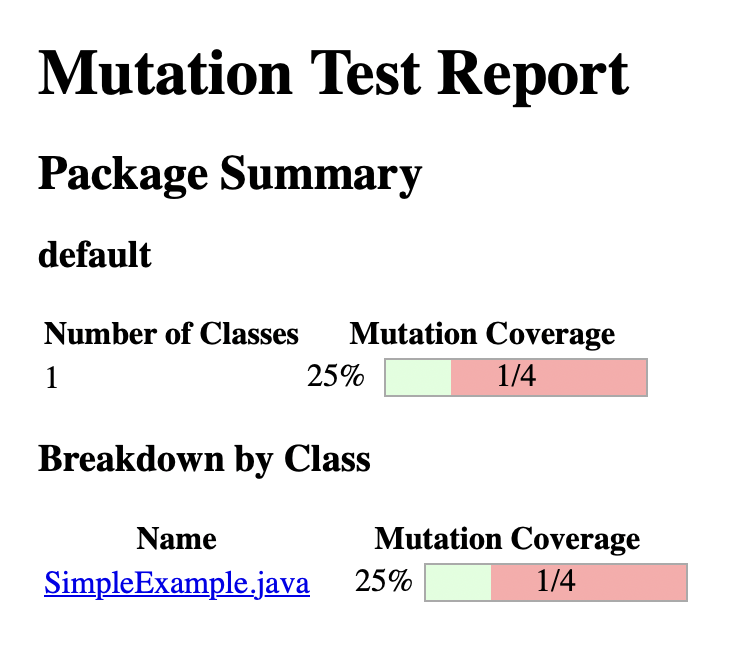 Mutation Test Report
Package Summary
default
Number of Classes Mutation Coverage
1 25% 1/4
Breakdown by Class
Name Mutation Coverage
SimpleExample.java 25% 1/4